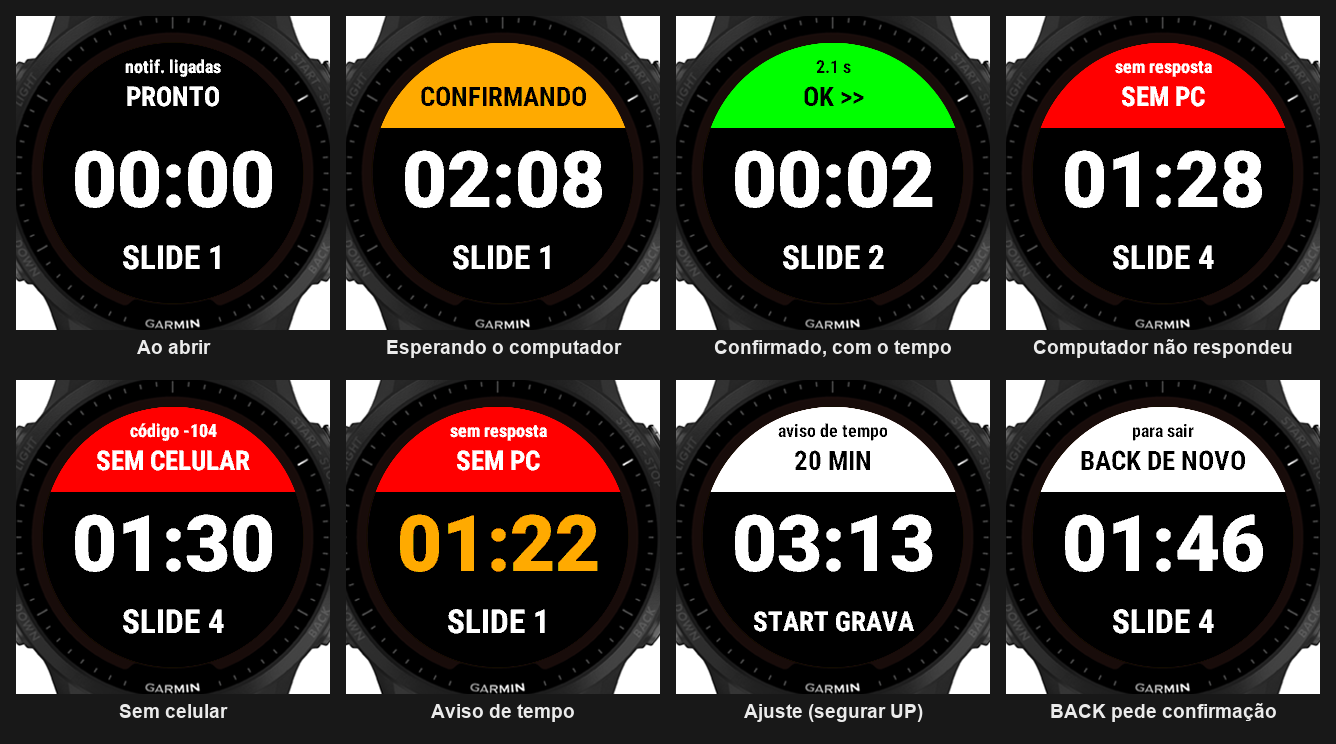 notif. ligadas
PRONTO
00:00
SLIDE 1
GARMIN
Ao abrir
CONFIRMANDO
02:08
SLIDE 1
GARMIN
Esperando o computador
2.1 s
OK >>
00:02
SLIDE 2
GARMIN
Confirmado, com o tempo
sem resposta
SEM PC
01:28
SLIDE 4
GARMIN
Computador não respondeu
código -104
SEM CELULAR
01:30
SLIDE 4
GARMIN
Sem celular
sem resposta
SEM PC
01:22
SLIDE 1
GARMIN
Aviso de tempo
aviso de tempo
20 MIN
03:13
START GRAVA
GARMIN
Ajuste (segurar UP)
para sair
BACK DE NOVO
01:46
SLIDE 4
GARMIN
BACK pede confirmação